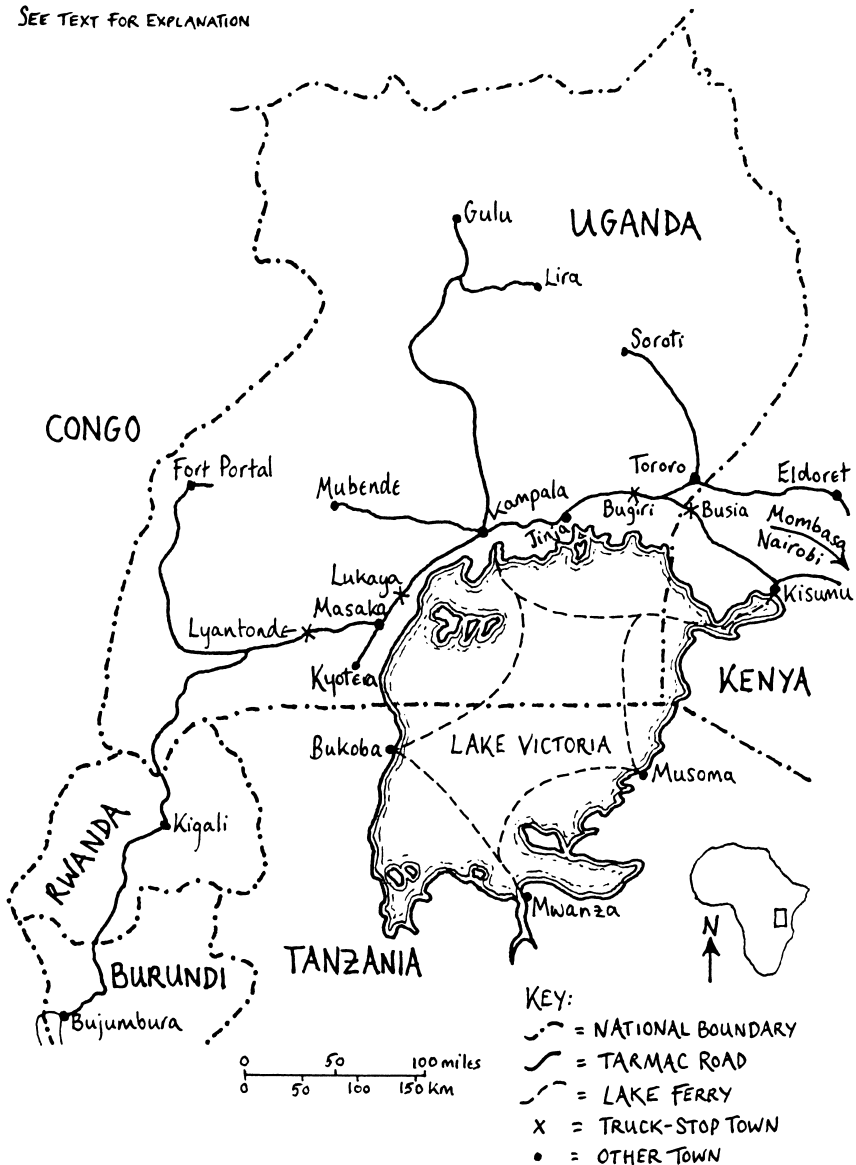 SEE TEXT FOR EXPLANATION
Gulu
UGANDA
Lira
Soroti
CONGO
Fort Portal
Mubende
Kampala
Tororo
Eldoret
Bugiri
Busia
Jinja
Mombasa
Nairobi
Lukaya
Masaka
Kisumu
Lyantonde
Kyotera
KENYA
Bukoba
LAKE VICTORIA
Musoma
RWANDA
Kigali
Mwanza
N
TANZANIA
BURUNDI
Bujumbura
KEY:
= NATIONAL BOUNDARY
= TARMAC ROAD
= LAKE FERRY
x = TRUCK-STOP TOWN
• = OTHER TOWN
0 50 100 miles
0 50 100 150 km